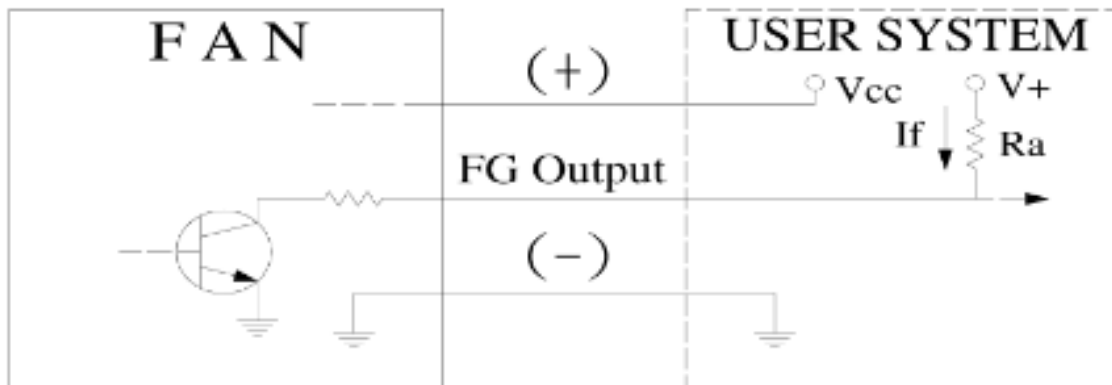 F A N
USER SYSTEM
(+)
Vcc
V+
If
Ra
FG Output
(-)